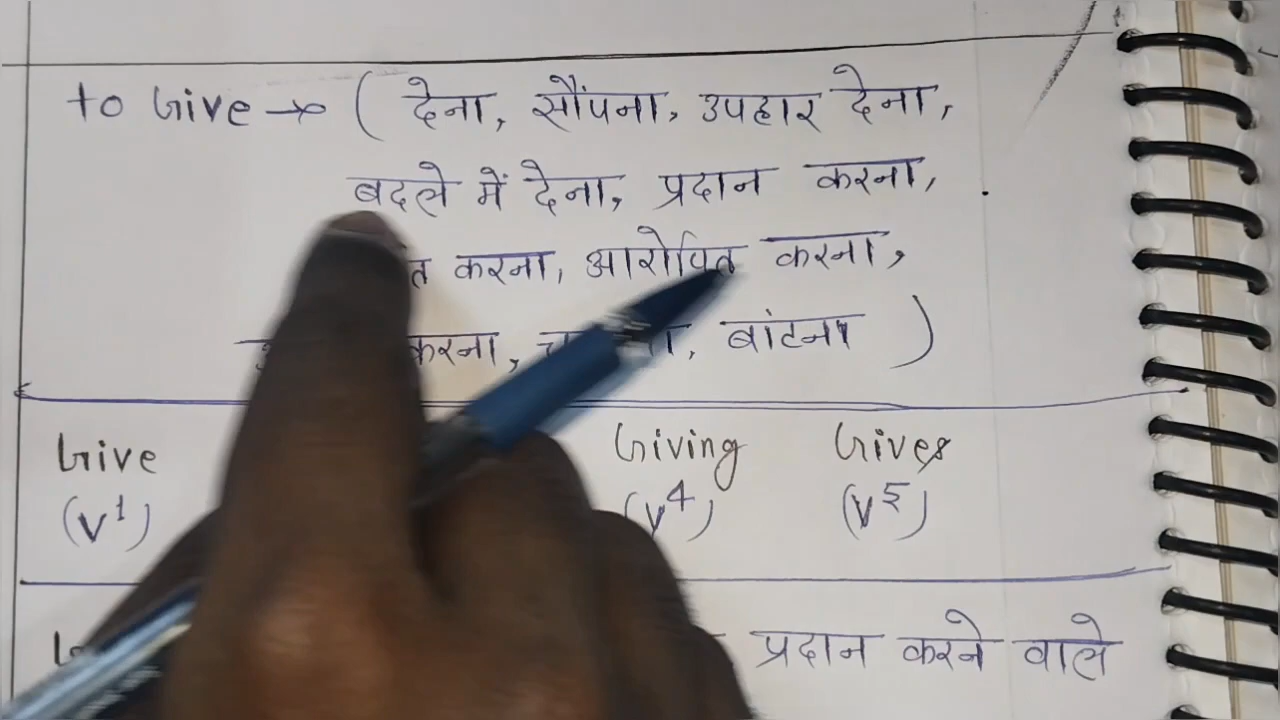 to Give → ( देना, सौंपना, उपहार देना,
बदले में देना, प्रदान करना,
करना, आरोपित करना,
करना, बांटना )
Give Giving Gives
(V¹) (V⁴) (V⁵)
प्रदान करने वाले